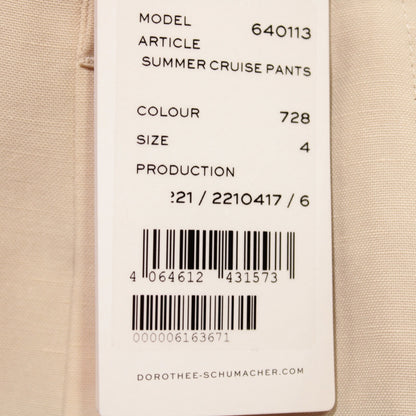 MODEL 640113
ARTICLE
SUMMER CRUISE PANTS
COLOUR 728
SIZE 4
PRODUCTION
221 / 2210417 / 6
4 064612 431573
000006163671
DOROTHEE-SCHUMACHER.COM